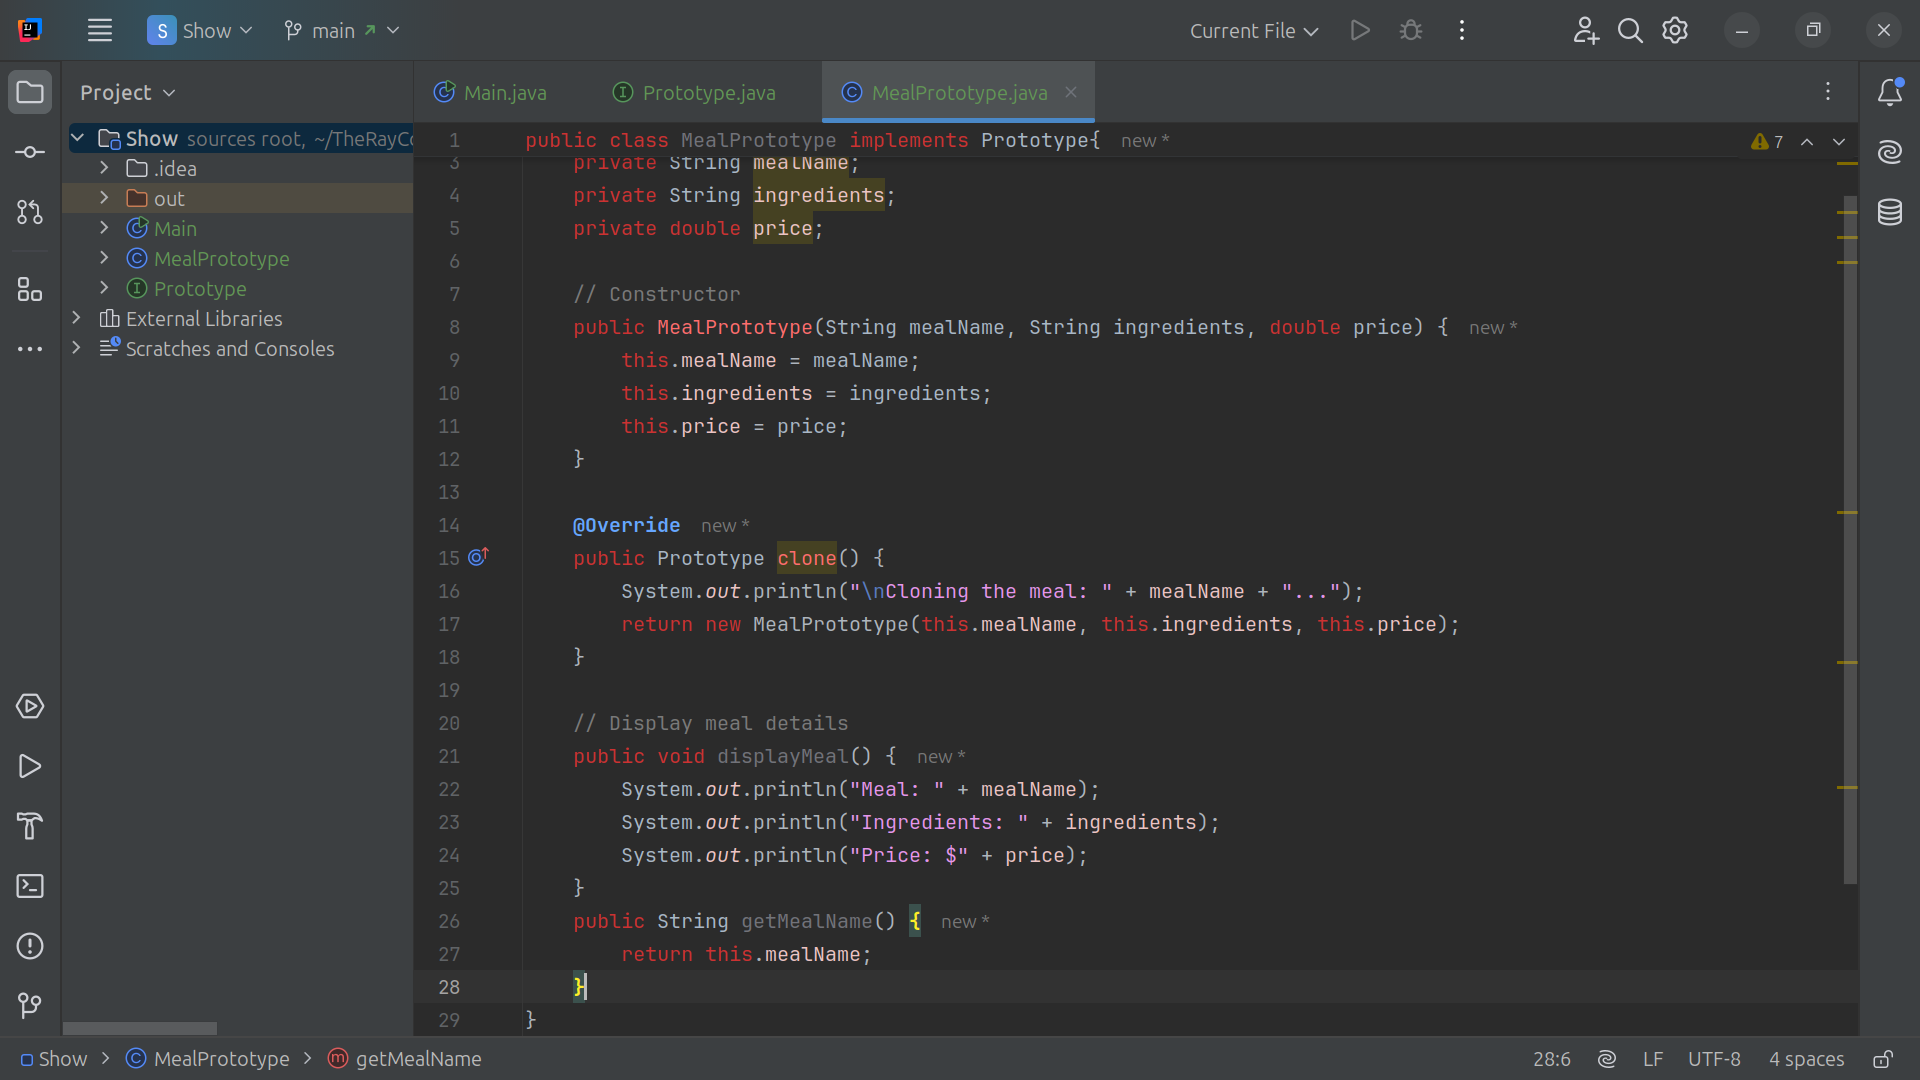 S Show main Current File
Project
Main.java Prototype.java MealPrototype.java
Show sources root, ~/TheRayCo
.idea
out
Main
MealPrototype
Prototype
External Libraries
Scratches and Consoles
1 public class MealPrototype implements Prototype{ new *
7
3 private String mealName;
4 private String ingredients;
5 private double price;
6
7 // Constructor
8 public MealPrototype(String mealName, String ingredients, double price) { new *
9 this.mealName = mealName;
10 this.ingredients = ingredients;
11 this.price = price;
12 }
13
14 @Override new *
15 public Prototype clone() {
16 System.out.println("\nCloning the meal: " + mealName + "...");
17 return new MealPrototype(this.mealName, this.ingredients, this.price);
18 }
19
20 // Display meal details
21 public void displayMeal() { new *
22 System.out.println("Meal: " + mealName);
23 System.out.println("Ingredients: " + ingredients);
24 System.out.println("Price: $" + price);
25 }
26 public String getMealName() { new *
27 return this.mealName;
28 }
29 }
Show MealPrototype getMealName
28:6 LF UTF-8 4 spaces